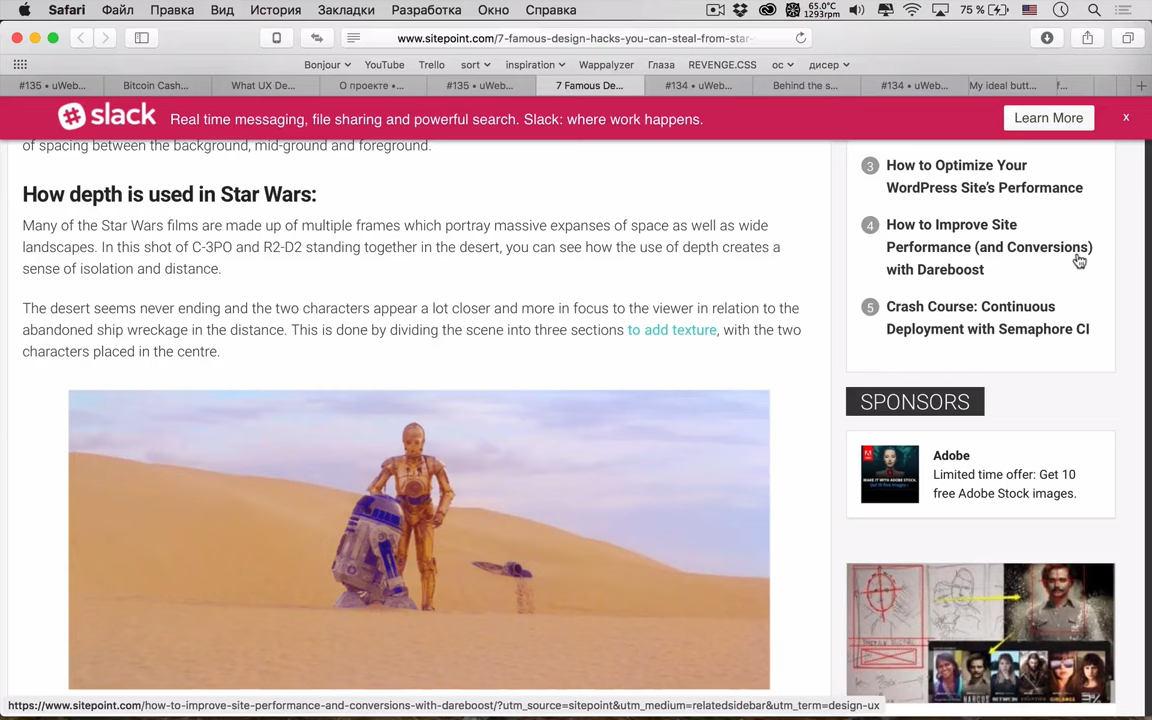 Safari Файл Правка Вид История Закладки Разработка Окно Справка 65.0°C 1293rpm 75 %
www.sitepoint.com/7-famous-design-hacks-you-can-steal-from-star-
Bonjour YouTube Trello sort inspiration Wappalyzer Глаза REVENGE.CSS ос дисер
#135 • uWeb... Bitcoin Cash... What UX De... О проекте •... #135 • uWeb... 7 Famous De... #134 • uWeb... Behind the s... #134 • uWeb... My ideal butt... f...
slack Real time messaging, file sharing and powerful search. Slack: where work happens. Learn More x
of spacing between the background, mid-ground and foreground.
How depth is used in Star Wars:
Many of the Star Wars films are made up of multiple frames which portray massive expanses of space as well as wide
landscapes. In this shot of C-3PO and R2-D2 standing together in the desert, you can see how the use of depth creates a
sense of isolation and distance.
The desert seems never ending and the two characters appear a lot closer and more in focus to the viewer in relation to the
abandoned ship wreckage in the distance. This is done by dividing the scene into three sections to add texture, with the two
characters placed in the centre.
3 How to Optimize Your
WordPress Site's Performance
4 How to Improve Site
Performance (and Conversions)
with Dareboost
5 Crash Course: Continuous
Deployment with Semaphore CI
SPONSORS
Adobe
Limited time offer: Get 10
free Adobe Stock images.
https://www.sitepoint.com/how-to-improve-site-performance-and-conversions-with-dareboost/?utm_source=sitepoint&utm_medium=relatedsidebar&utm_term=design-ux